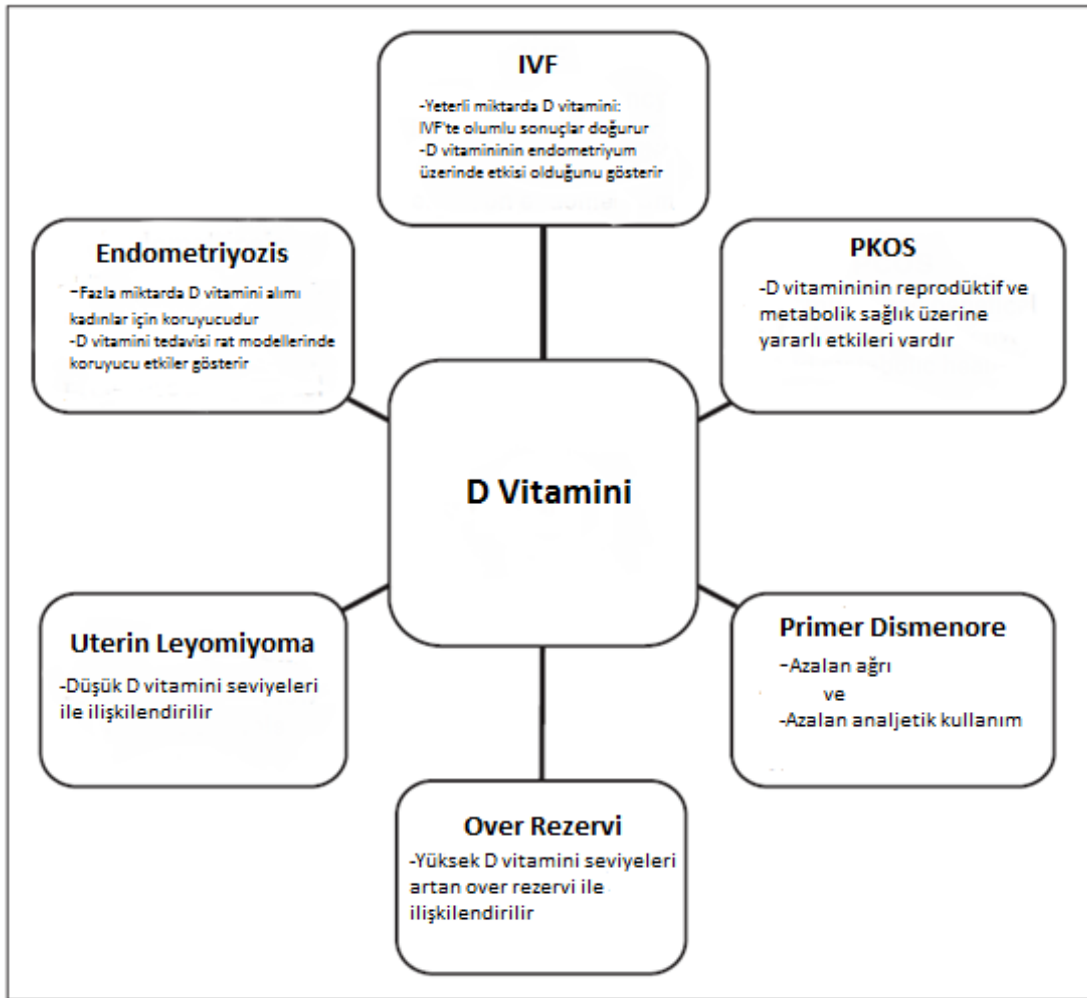 IVF
-Yeterli miktarda D vitamini:
IVF'te olumlu sonuçlar doğurur
-D vitamininin endometriyum
üzerinde etkisi olduğunu gösterir
Endometriyozis
-Fazla miktarda D vitamini alımı
kadınlar için koruyucudur
-D vitamini tedavisi rat modellerinde
koruyucu etkiler gösterir
PKOS
-D vitamininin reprodüktif ve
metabolik sağlık üzerine
yararlı etkileri vardır
D Vitamini
Uterin Leyomiyoma
-Düşük D vitamini seviyeleri
ile ilişkilendirilir
Primer Dismenore
-Azalan ağrı
ve
-Azalan analjetik kullanım
Over Rezervi
-Yüksek D vitamini seviyeleri
artan over rezervi ile
ilişkilendirilir